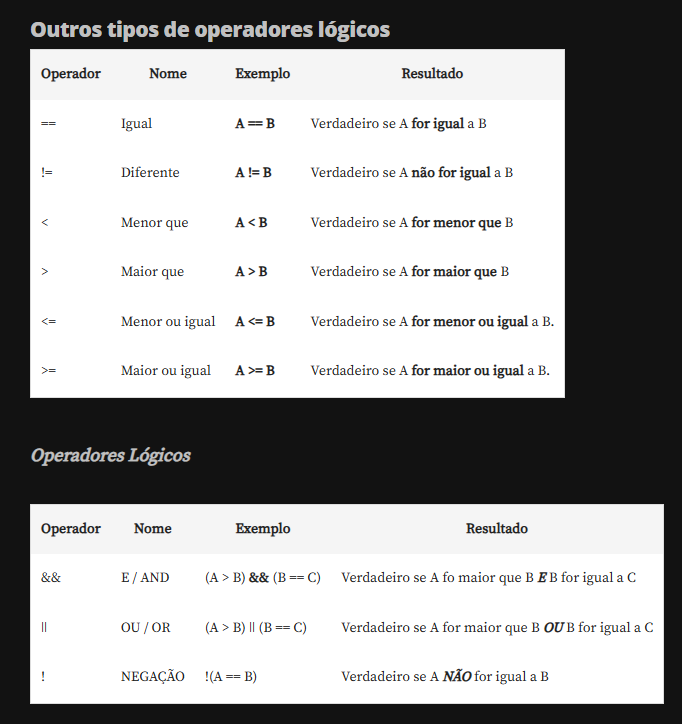 Outros tipos de operadores lógicos
Operador Nome Exemplo Resultado
== Igual A == B Verdadeiro se A for igual a B
!= Diferente A != B Verdadeiro se A não for igual a B
< Menor que A < B Verdadeiro se A for menor que B
> Maior que A > B Verdadeiro se A for maior que B
<= Menor ou igual A <= B Verdadeiro se A for menor ou igual a B.
>= Maior ou igual A >= B Verdadeiro se A for maior ou igual a B.
Operadores Lógicos
Operador Nome Exemplo Resultado
&& E / AND (A > B) && (B == C) Verdadeiro se A fo maior que B E B for igual a C
|| OU / OR (A > B) || (B == C) Verdadeiro se A for maior que B OU B for igual a C
! NEGAÇÃO !(A == B) Verdadeiro se A NÃO for igual a B